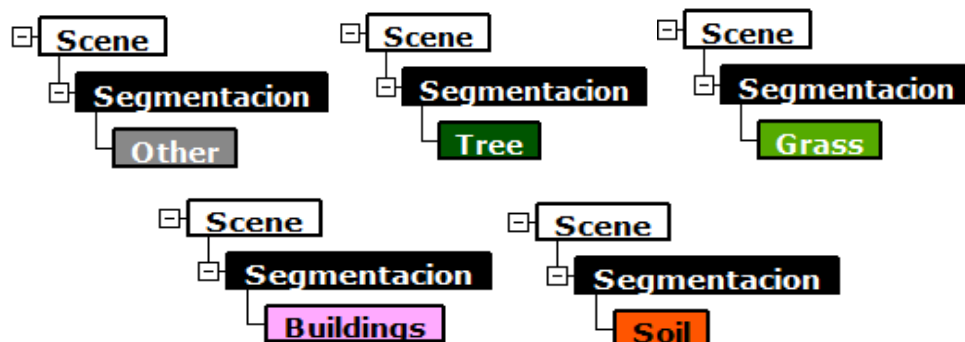 Scene
Segmentacion
Other
Scene
Segmentacion
Tree
Scene
Segmentacion
Grass
Scene
Segmentacion
Buildings
Scene
Segmentacion
Soil